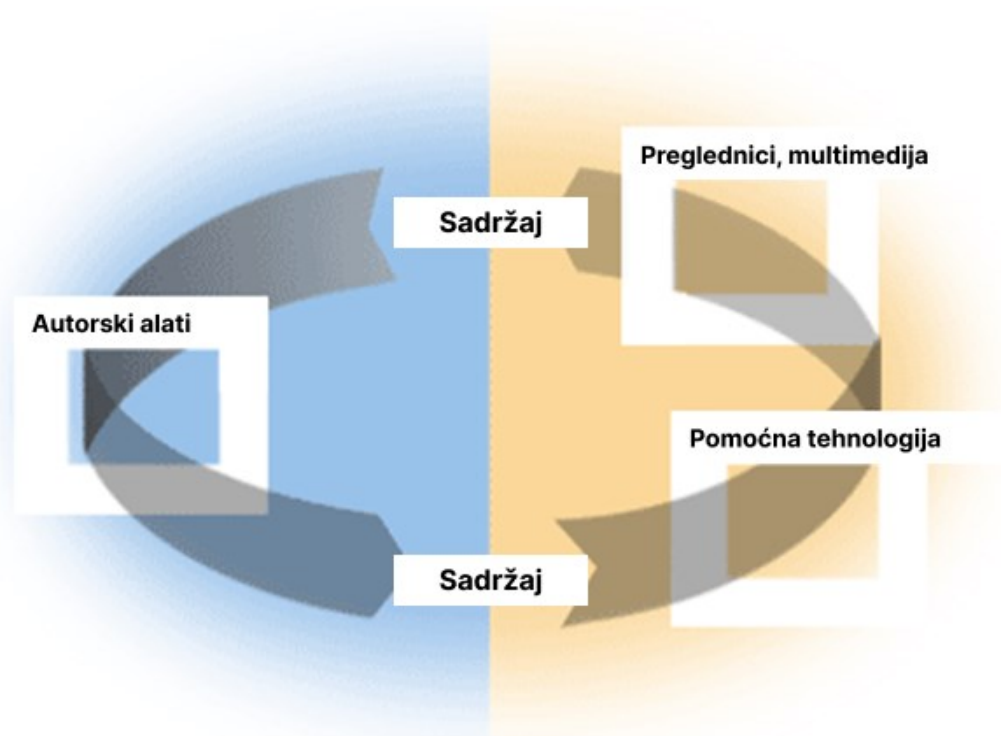 Preglednici, multimedija
Sadržaj
Autorski alati
Pomoćna tehnologija
Sadržaj